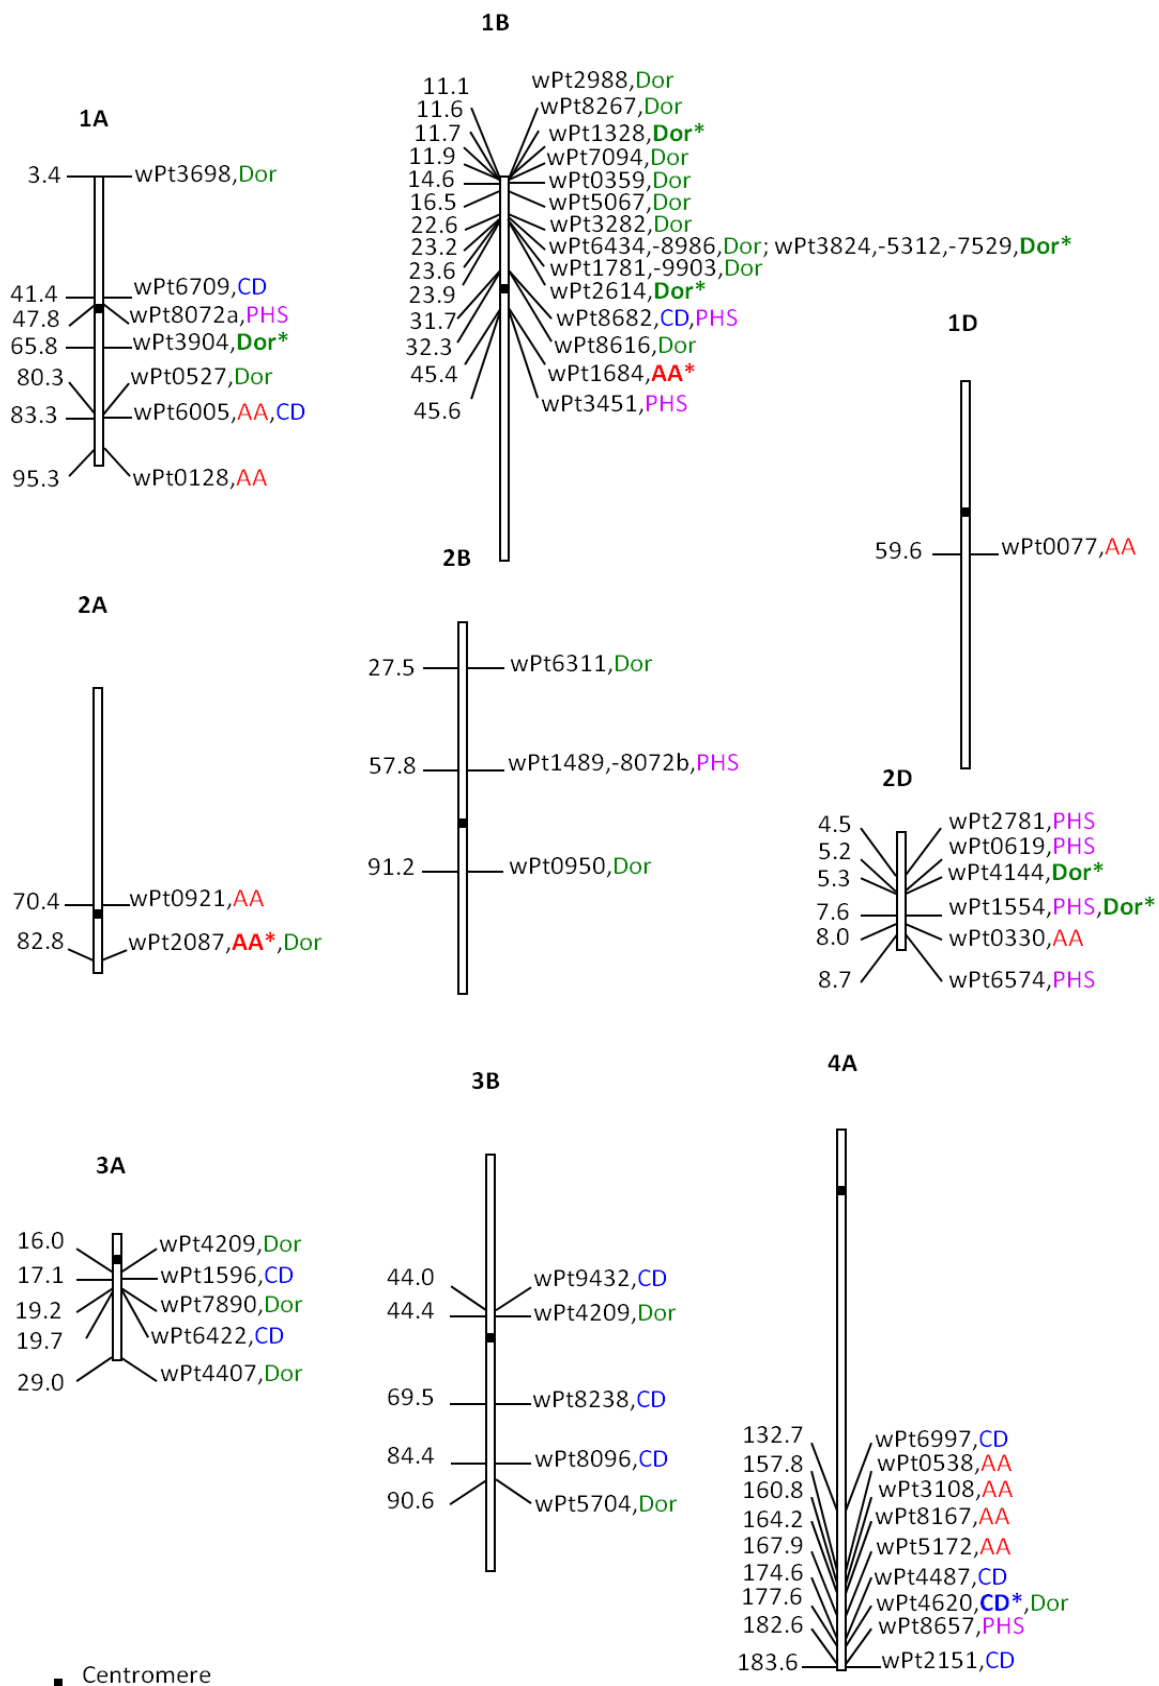 1A
3.4 wPt3698,Dor
41.4 wPt6709,CD
47.8 wPt8072a,PHS
65.8 wPt3904,Dor*
80.3 wPt0527,Dor
83.3 wPt6005,AA,CD
95.3 wPt0128,AA
1B
11.1 wPt2988,Dor
11.6 wPt8267,Dor
11.7 wPt1328,Dor*
11.9 wPt7094,Dor
14.6 wPt0359,Dor
16.5 wPt5067,Dor
22.6 wPt3282,Dor
23.2 wPt6434,-8986,Dor; wPt3824,-5312,-7529,Dor*
23.6 wPt1781,-9903,Dor
23.9 wPt2614,Dor*
31.7 wPt8682,CD,PHS
32.3 wPt8616,Dor
45.4 wPt1684,AA*
45.6 wPt3451,PHS
1D
59.6 wPt0077,AA
2A
70.4 wPt0921,AA
82.8 wPt2087,AA*,Dor
2B
27.5 wPt6311,Dor
57.8 wPt1489,-8072b,PHS
91.2 wPt0950,Dor
2D
4.5 wPt2781,PHS
5.2 wPt0619,PHS
5.3 wPt4144,Dor*
7.6 wPt1554,PHS,Dor*
8.0 wPt0330,AA
8.7 wPt6574,PHS
3A
16.0 wPt4209,Dor
17.1 wPt1596,CD
19.2 wPt7890,Dor
19.7 wPt6422,CD
29.0 wPt4407,Dor
3B
44.0 wPt9432,CD
44.4 wPt4209,Dor
69.5 wPt8238,CD
84.4 wPt8096,CD
90.6 wPt5704,Dor
4A
132.7 wPt6997,CD
157.8 wPt0538,AA
160.8 wPt3108,AA
164.2 wPt8167,AA
167.9 wPt5172,AA
174.6 wPt4487,CD
177.6 wPt4620,CD*,Dor
182.6 wPt8657,PHS
183.6 wPt2151,CD
Centromere